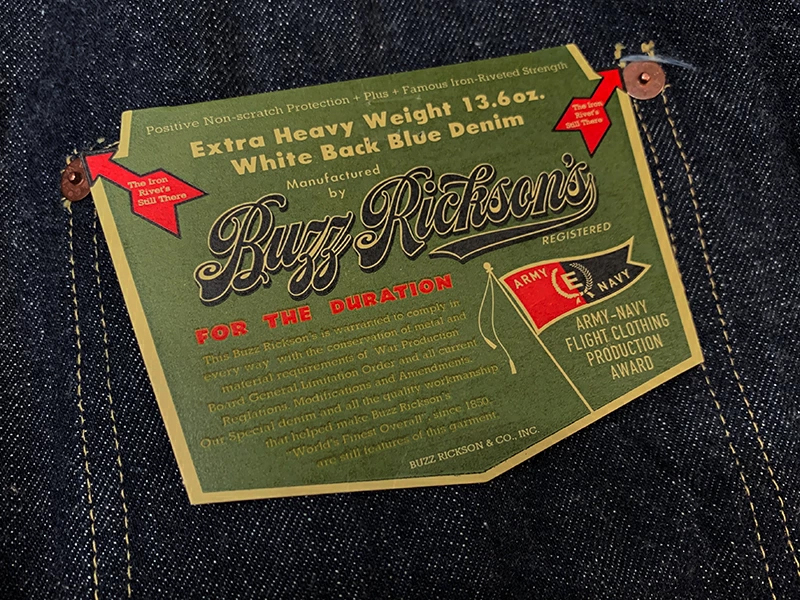 Positive Non-scratch Protection + Plus + Famous Iron-Riveted Strength
Extra Heavy Weight 13.6oz.
White Back Blue Denim
The Iron
Rivet's
Still There
The Iron
Rivet's
Still There
Manufactured
by
Buzz Rickson's
REGISTERED
FOR THE DURATION
This Buzz Rickson's is warranted to comply in
every way with the conservation of metal and
material requirements of War Production
Board General Limitation Order and all current
Reglations, Modifications and Amendments.
Our Special denim and all the quality workmanship
that helped make Buzz Rickson's
"World's Finest Overall" since 1850,
are still features of this garment.
ARMY E NAVY
ARMY-NAVY
FLIGHT CLOTHING
PRODUCTION
AWARD
BUZZ RICKSON & CO., INC.